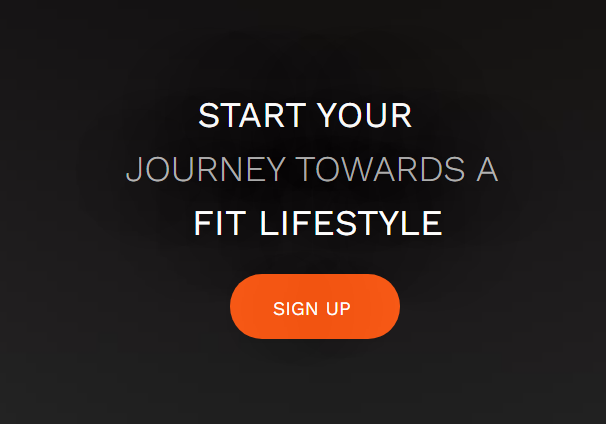 START YOUR
JOURNEY TOWARDS A
FIT LIFESTYLE
SIGN UP